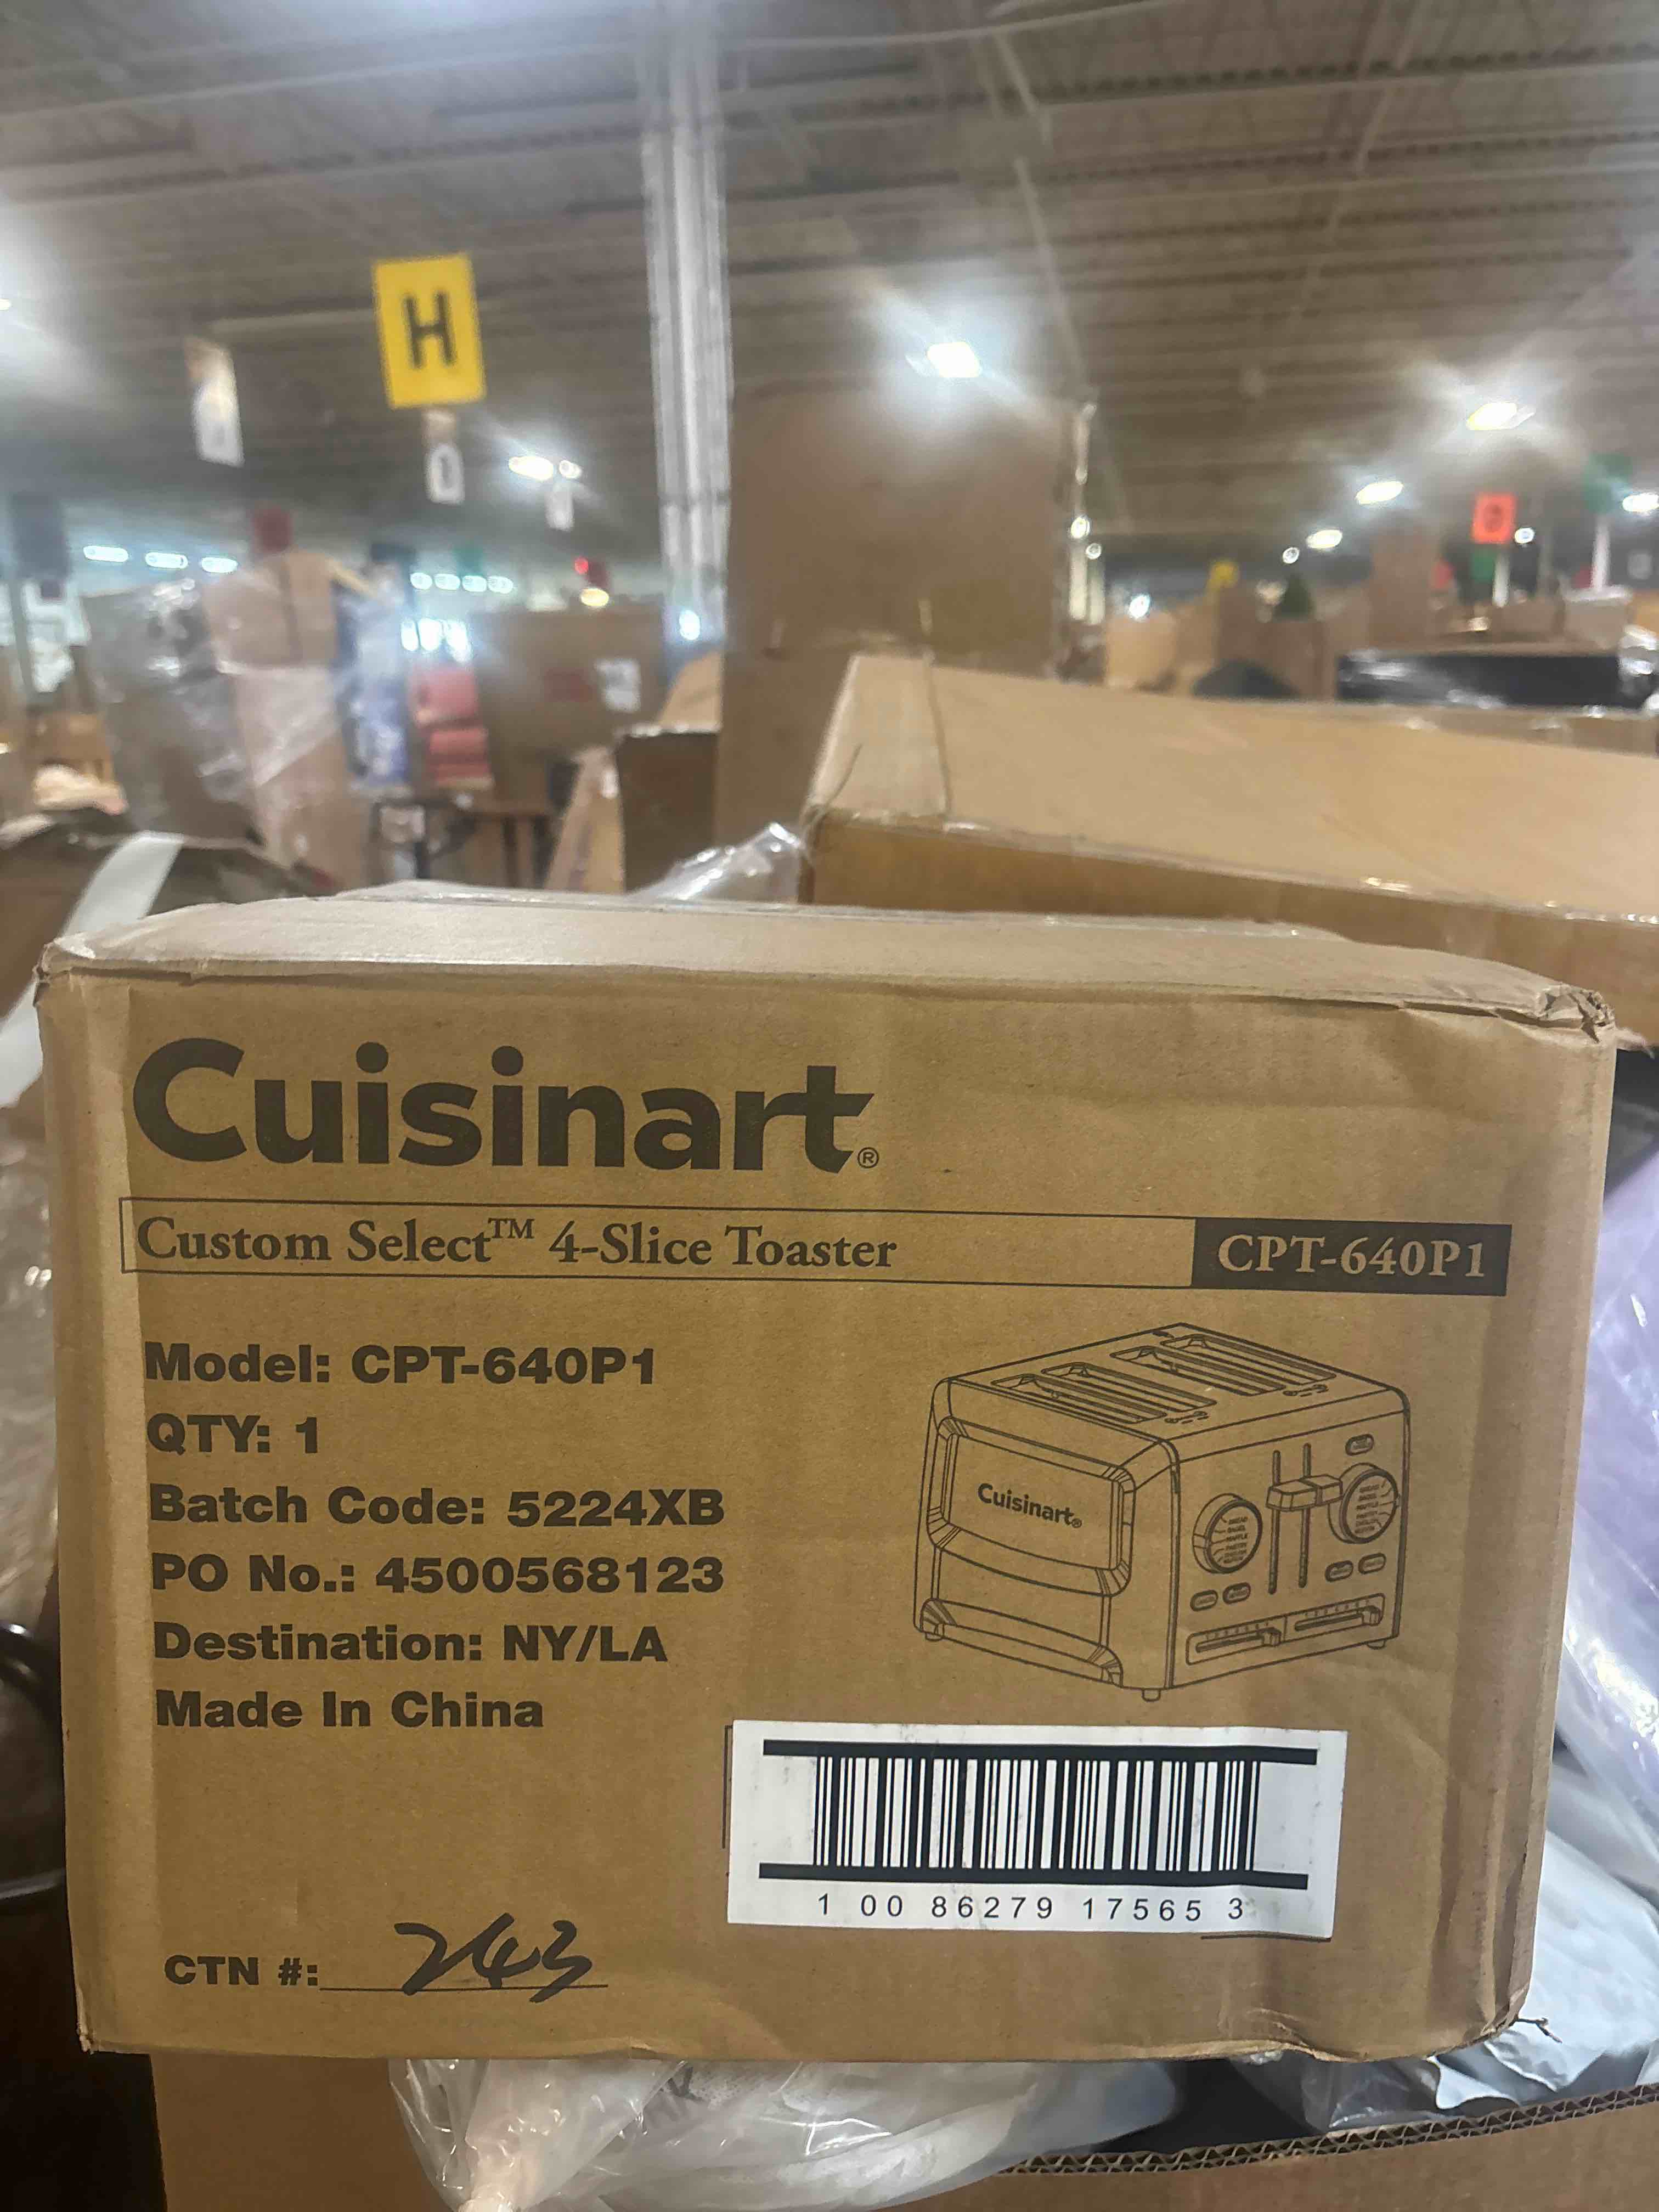 H
Cuisinart®
Custom Select™ 4-Slice Toaster
CPT-640P1
Model: CPT-640P1
QTY: 1
Batch Code: 5224XB
PO No.: 4500568123
Destination: NY/LA
Made In China
Cuisinart®
1 00 86279 17565 3
CTN #: 243